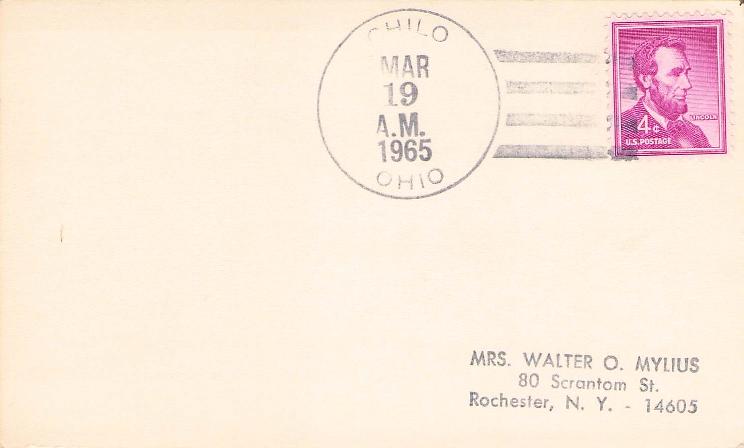 CHILO
MAR
19
A.M.
1965
OHIO
LINCOLN
4¢
U.S. POSTAGE
MRS. WALTER O. MYLIUS
80 Scrantom St.
Rochester, N. Y. - 14605